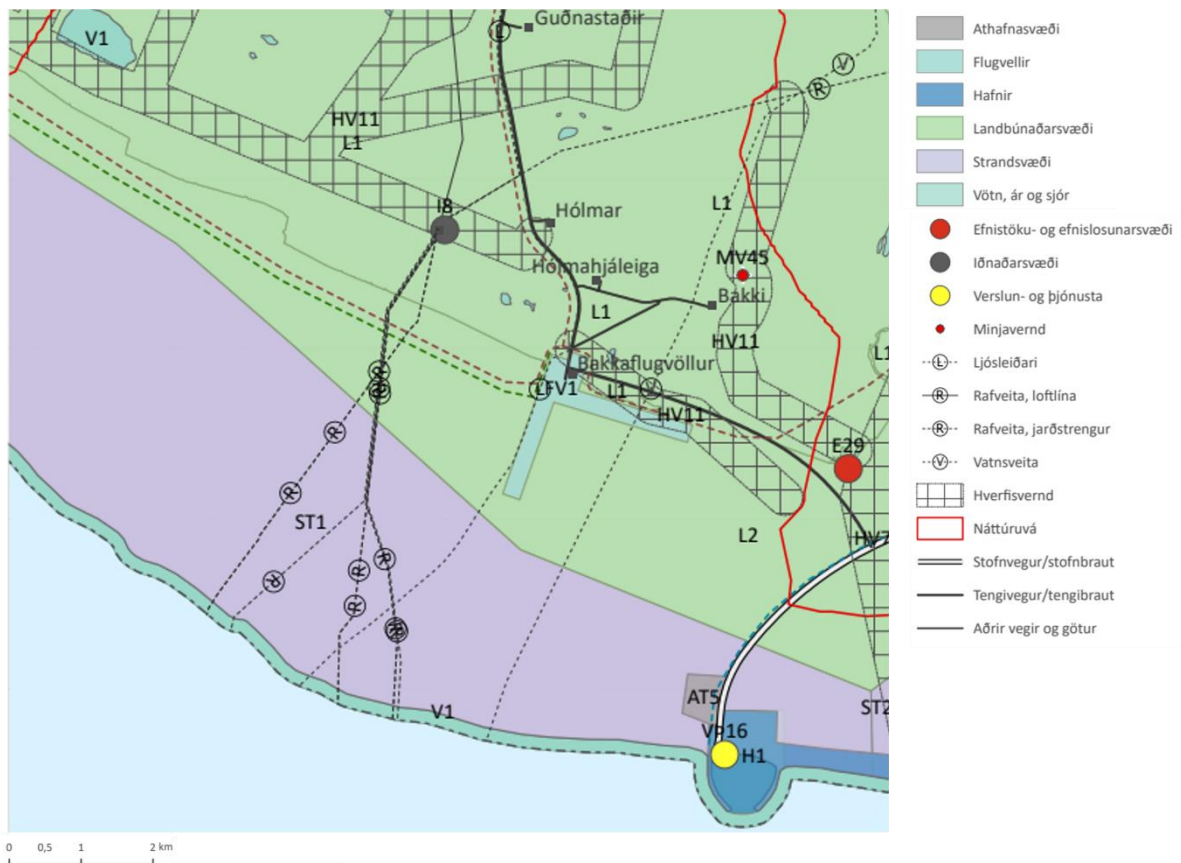 Guðnastaðir
L
V1
V
R
HV11
L1
I8
Hólmar
L1
Hólmahjáleiga
MV45
Bakki
L1
HV11
L1
Bakkaflugvöllur
R
R
L
FV1
L1
V
HV11
R
E29
R
ST1
L2
HV7
R
R
R
R
R
AT5
ST2
V1
VÞ16
H1
0 0,5 1 2 km
Athafnasvæði
Flugvellir
Hafnir
Landbúnaðarsvæði
Strandsvæði
Vötn, ár og sjór
Efnistöku- og efnislosunarsvæði
Iðnaðarsvæði
Verslun- og þjónusta
Minjavernd
L Ljósleiðari
R Rafveita, loftlína
R Rafveita, jarðstrengur
V Vatnsveita
Hverfisvernd
Náttúruvá
Stofnvegur/stofnbraut
Tengivegur/tengibraut
Aðrir vegir og götur